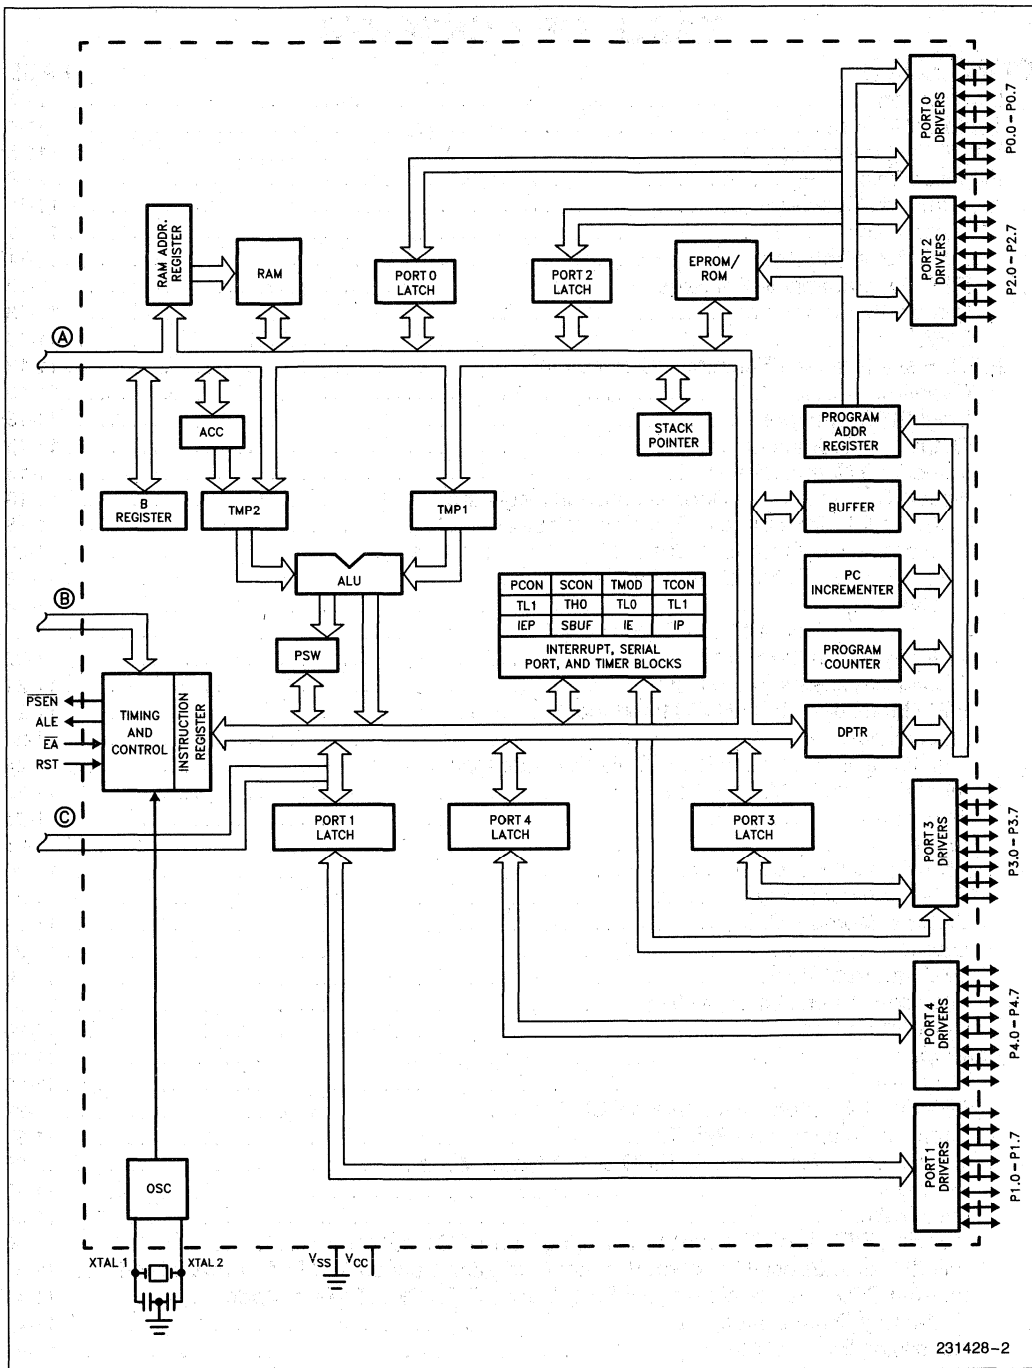 PORT 0
DRIVERS
P0.0 – P0.7
PORT 2
DRIVERS
P2.0 – P2.7
RAM ADDR.
REGISTER
RAM
PORT 0
LATCH
PORT 2
LATCH
EPROM/
ROM
A
ACC
STACK
POINTER
PROGRAM
ADDR
REGISTER
B
REGISTER
TMP2
TMP1
BUFFER
ALU
PCON SCON TMOD TCON
TL1 TH0 TL0 TL1
IEP SBUF IE IP
INTERRUPT, SERIAL
PORT, AND TIMER BLOCKS
PC
INCREMENTER
B
PSW
PROGRAM
COUNTER
P̅S̅E̅N̅
ALE
E̅A̅
RST
TIMING
AND
CONTROL
INSTRUCTION
REGISTER
DPTR
C
PORT 1
LATCH
PORT 4
LATCH
PORT 3
LATCH
PORT 3
DRIVERS
P3.0 – P3.7
PORT 4
DRIVERS
P4.0 – P4.7
PORT 1
DRIVERS
P1.0 – P1.7
OSC
XTAL 1 XTAL 2
VSS VCC
231428–2